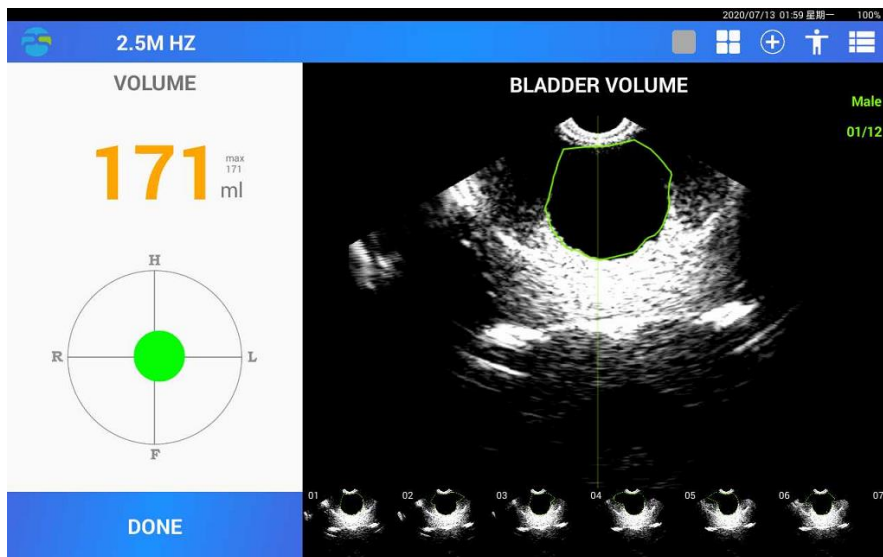 2020/07/13 01:59 星期一 100%
2.5M HZ
VOLUME
171
max
171
ml
H
R
L
F
DONE
BLADDER VOLUME
Male
01/12
01 02 03 04 05 06 07